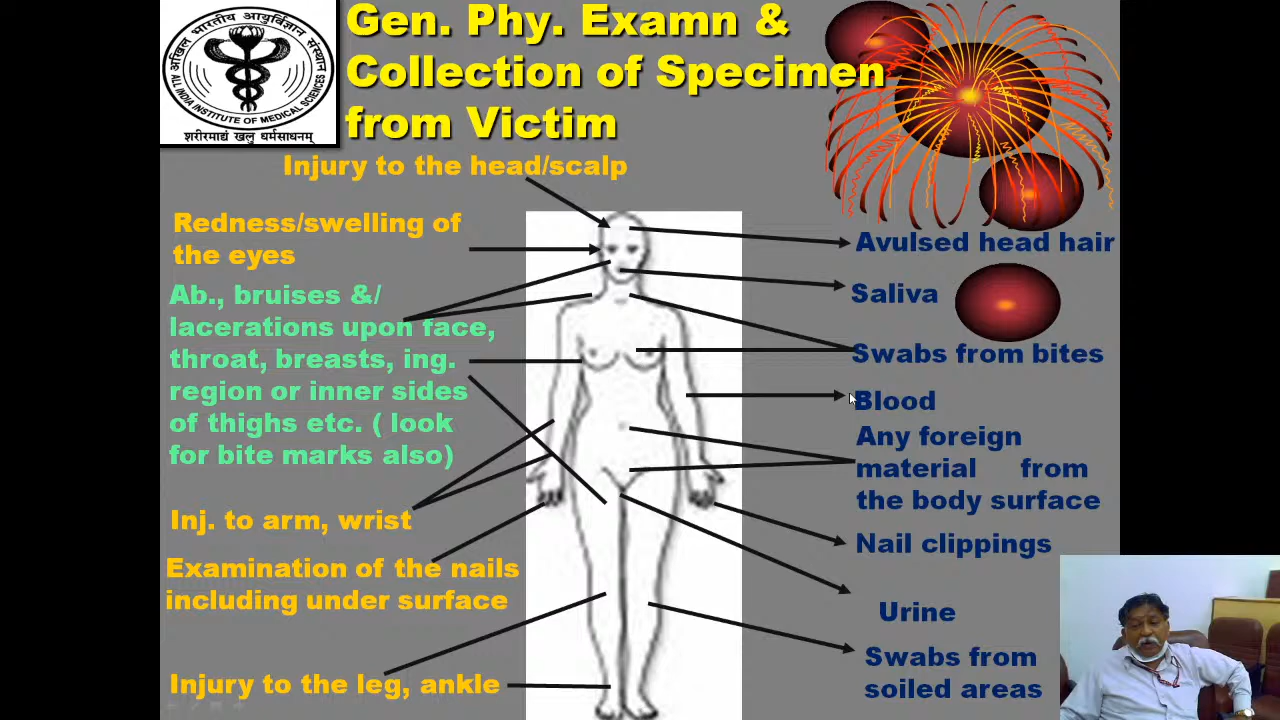 अखिल भारतीय आयुर्विज्ञान संस्थान
ALL INDIA INSTITUTE OF MEDICAL SCIENCES
शरीरमाद्यं खलु धर्मसाधनम्
Gen. Phy. Examn &
Collection of Specimen
from Victim
Injury to the head/scalp
Redness/swelling of
the eyes
Ab., bruises &/
lacerations upon face,
throat, breasts, ing.
region or inner sides
of thighs etc. ( look
for bite marks also)
Inj. to arm, wrist
Examination of the nails
including under surface
Injury to the leg, ankle
Avulsed head hair
Saliva
Swabs from bites
Blood
Any foreign
material from
the body surface
Nail clippings
Urine
Swabs from
soiled areas